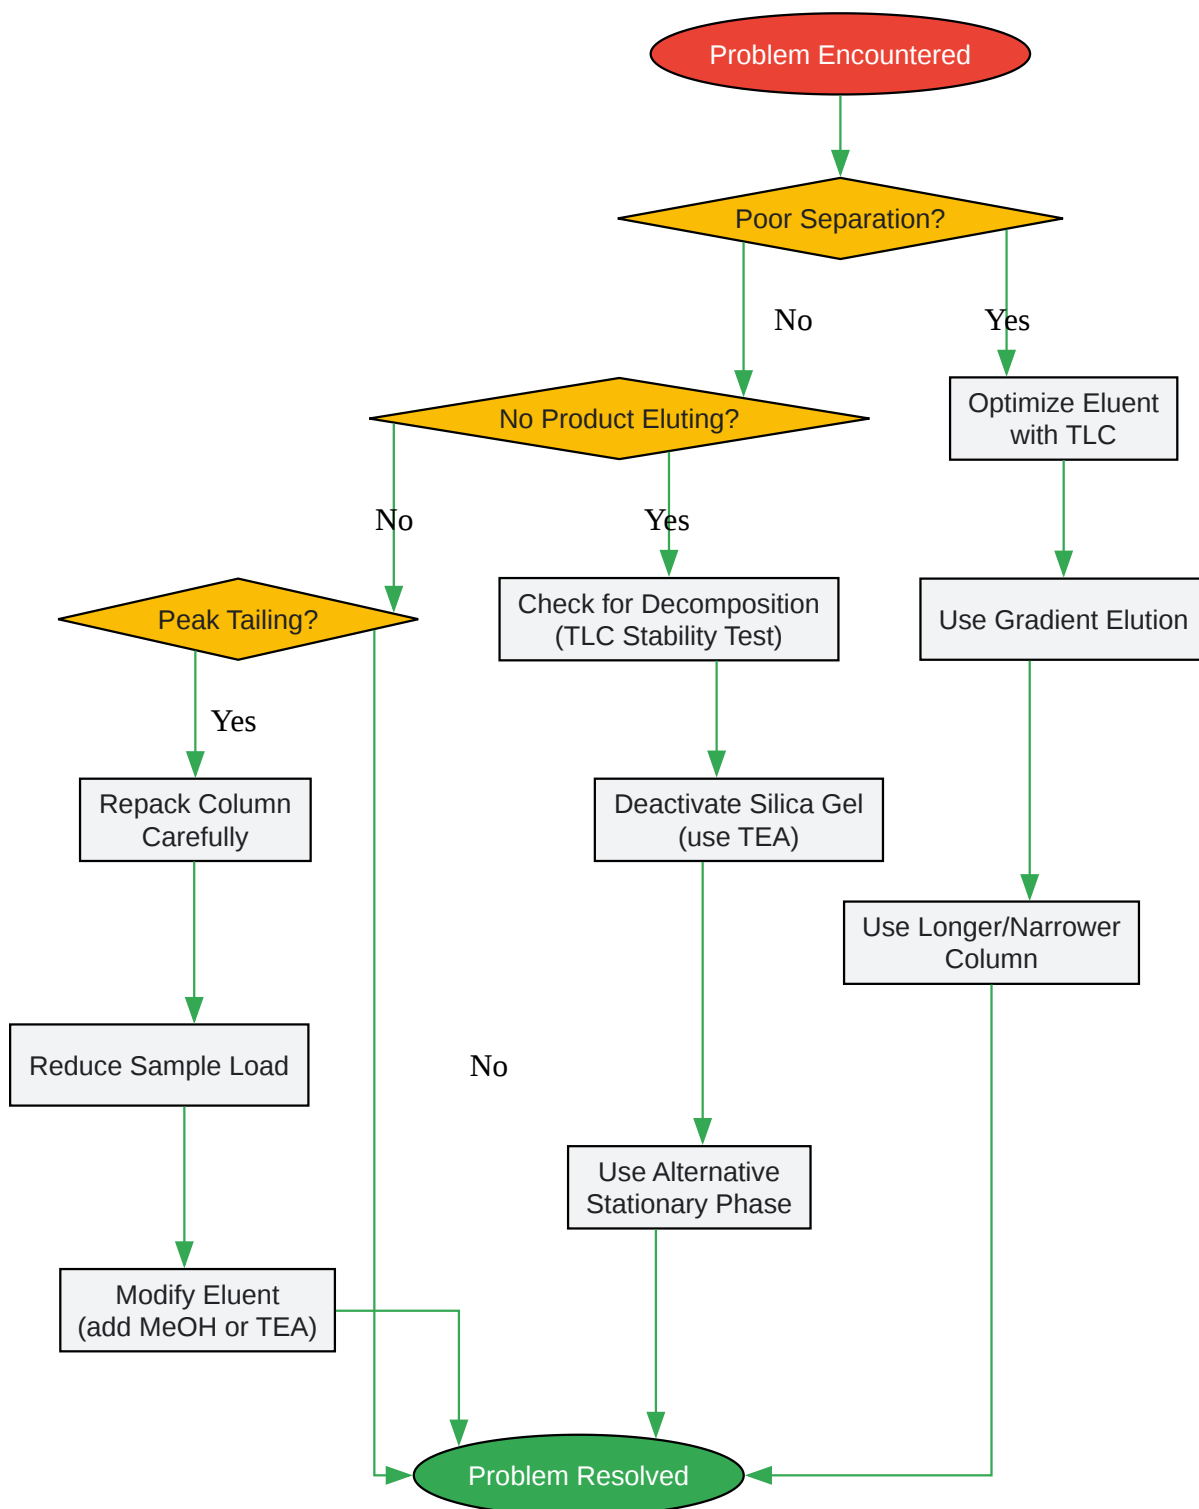 Problem Encountered
Poor Separation?
No
Yes
No Product Eluting?
Optimize Eluent
with TLC
No
Yes
Peak Tailing?
Check for Decomposition
(TLC Stability Test)
Use Gradient Elution
Yes
Repack Column
Carefully
Deactivate Silica Gel
(use TEA)
Use Longer/Narrower
Column
Reduce Sample Load
No
Use Alternative
Stationary Phase
Modify Eluent
(add MeOH or TEA)
Problem Resolved